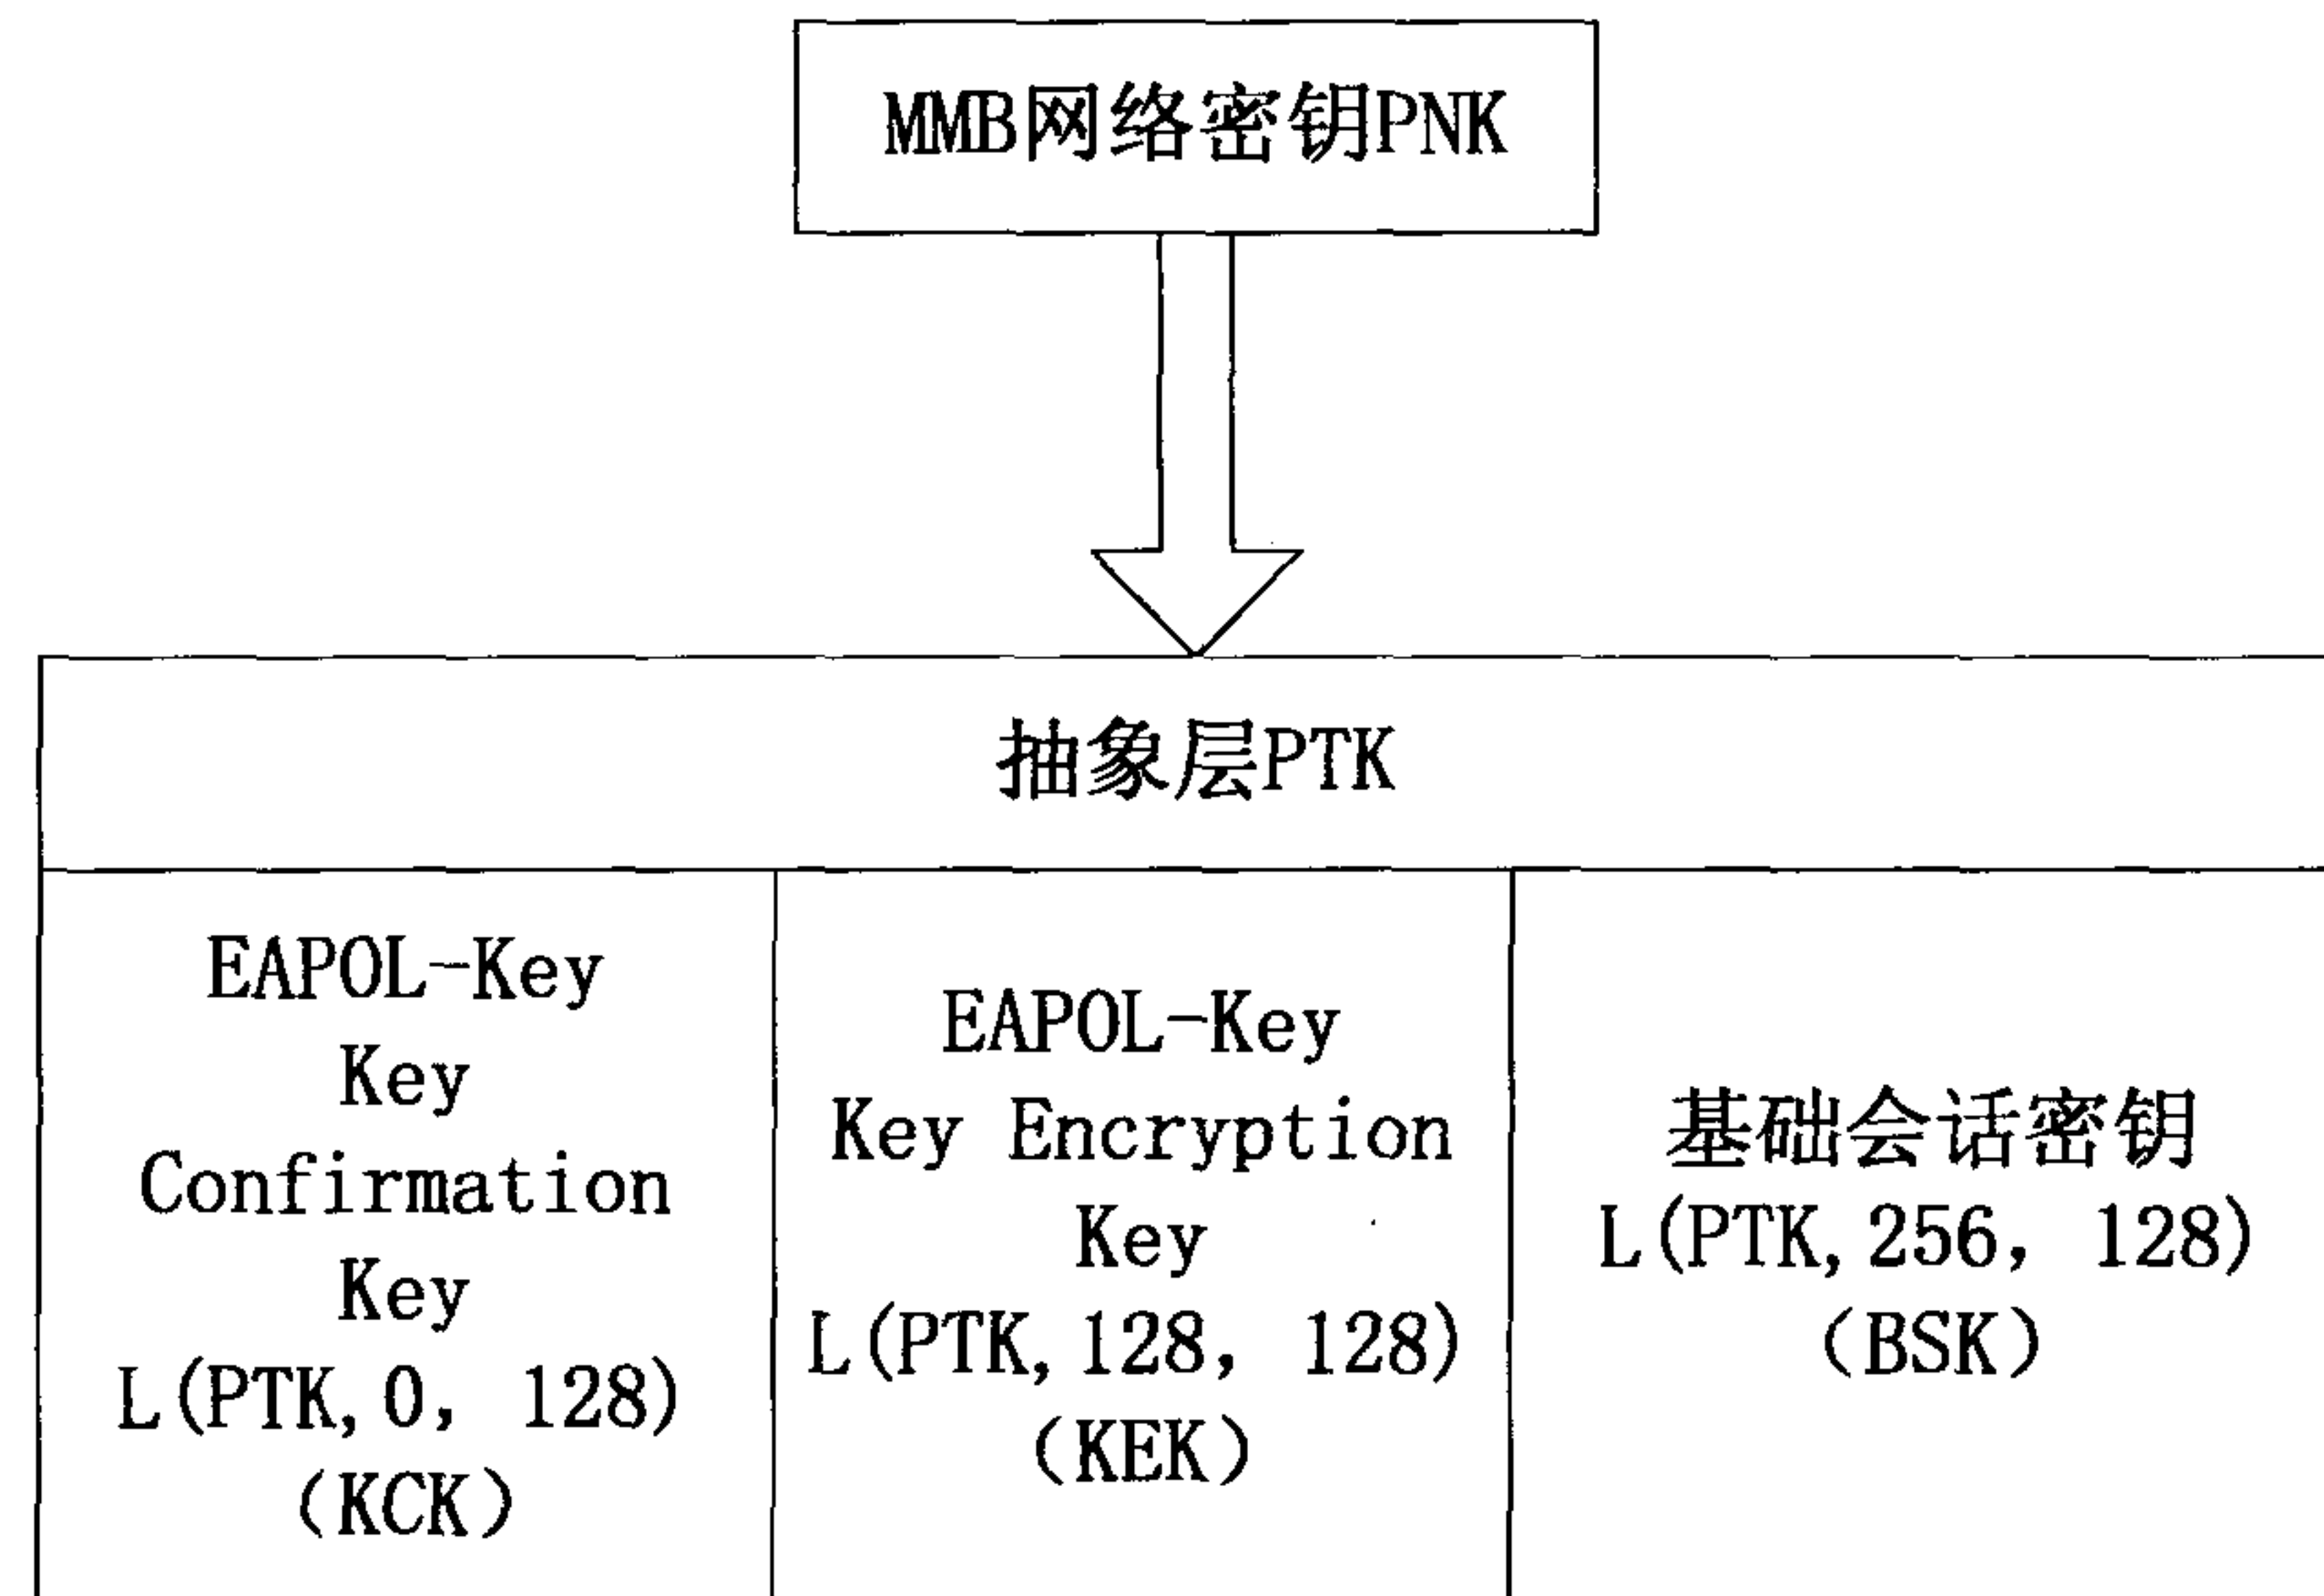 MMB网络密钥PNK
抽象层PTK
EAPOL-Key
Key
Confirmation
Key
L(PTK,0, 128)
(KCK)
EAPOL-Key
Key Encryption
Key
L(PTK,128, 128)
(KEK)
基础会话密钥
L(PTK,256, 128)
(BSK)